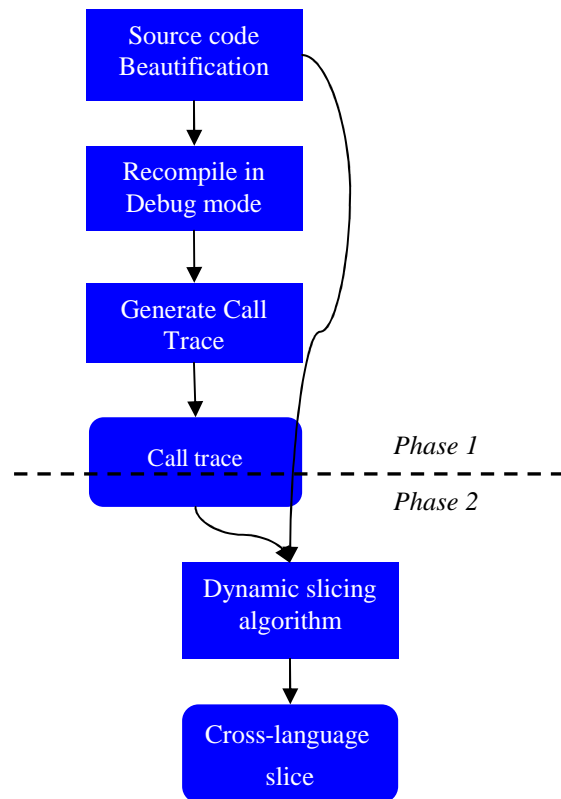 Source code
Beautification
Recompile in
Debug mode
Generate Call
Trace
Call trace
Phase 1
Phase 2
Dynamic slicing
algorithm
Cross-language
slice